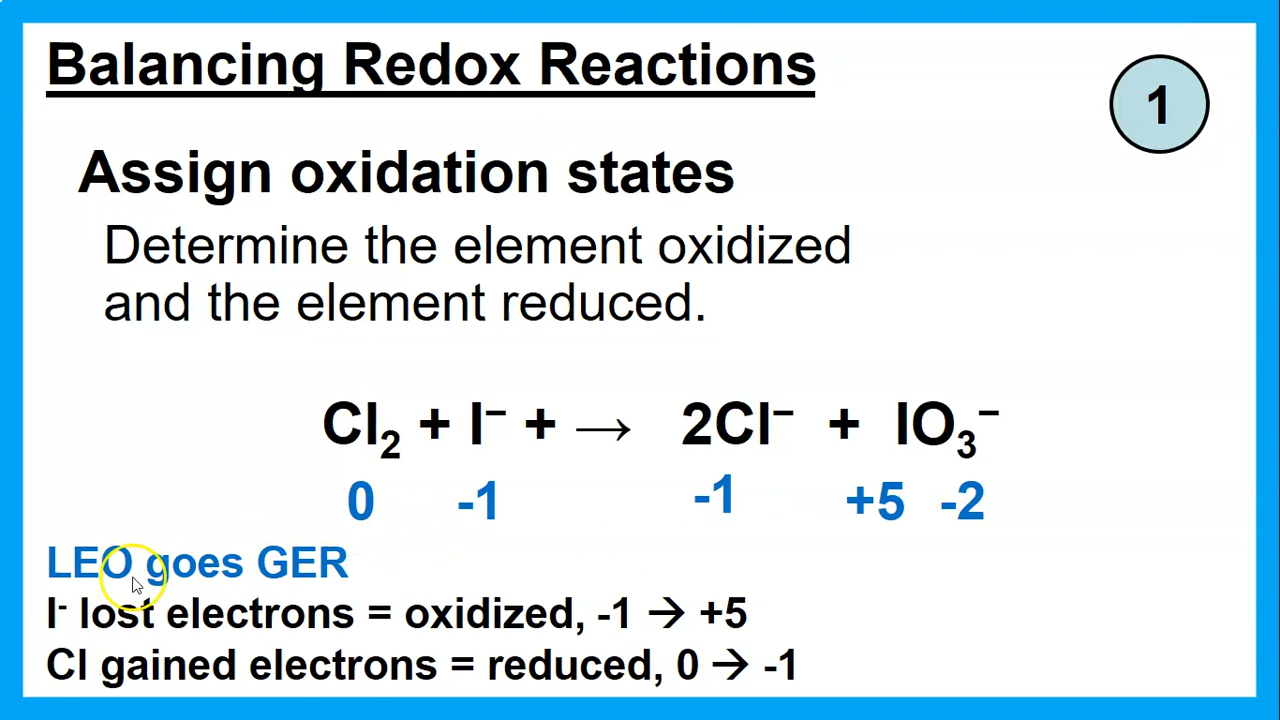 Balancing Redox Reactions
1
Assign oxidation states
Determine the element oxidized
and the element reduced.
Cl₂ + I⁻ + → 2Cl⁻ + IO₃⁻
0 -1 -1 +5 -2
LEO goes GER
I⁻ lost electrons = oxidized, -1 → +5
Cl gained electrons = reduced, 0 → -1